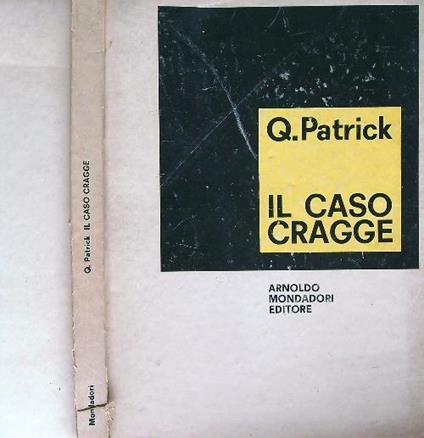 Q. Patrick IL CASO CRAGGE
Mondadori
Q.Patrick
IL CASO
CRAGGE
ARNOLDO
MONDADORI
EDITORE